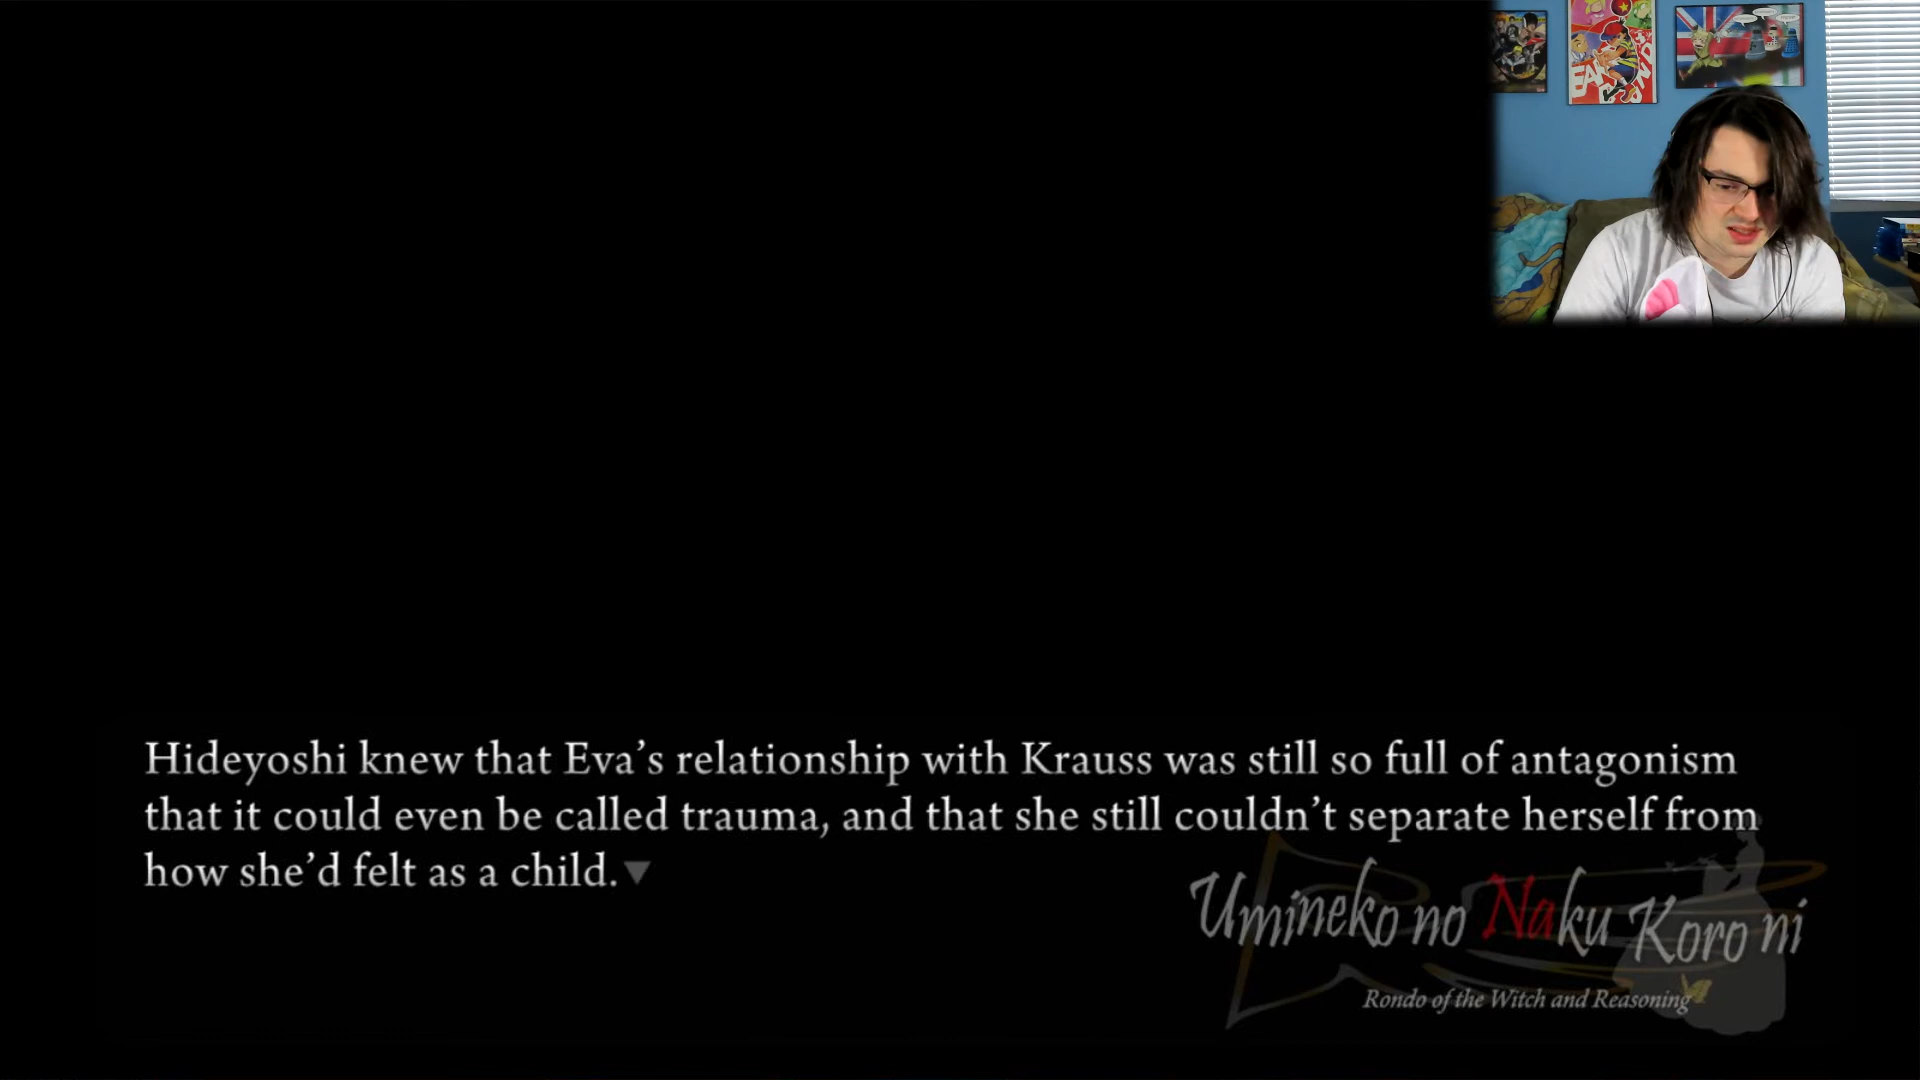 Hideyoshi knew that Eva's relationship with Krauss was still so full of antagonism
that it could even be called trauma, and that she still couldn't separate herself from
how she'd felt as a child.
Umineko no Naku Koro ni
Rondo of the Witch and Reasoning